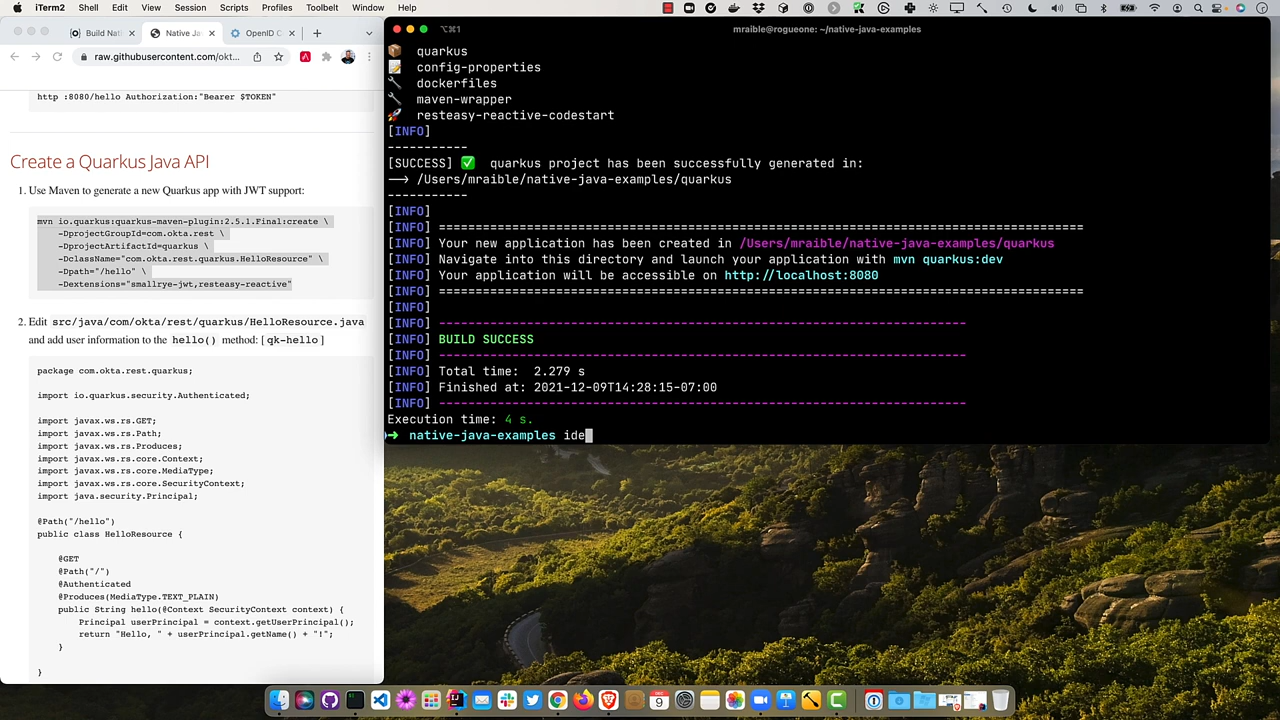 iTerm2 Shell Edit View Session Scripts Profiles Toolbelt Window Help
Build Nati
Native Ja
OpenID C
raw.githubusercontent.com/okt...
http :8080/hello Authorization:"Bearer $TOKEN"
Create a Quarkus Java API
1. Use Maven to generate a new Quarkus app with JWT support:
mvn io.quarkus:quarkus-maven-plugin:2.5.1.Final:create \
-DprojectGroupId=com.okta.rest \
-DprojectArtifactId=quarkus \
-DclassName="com.okta.rest.quarkus.HelloResource" \
-Dpath="/hello" \
-Dextensions="smallrye-jwt,resteasy-reactive"
2. Edit src/java/com/okta/rest/quarkus/HelloResource.java
and add user information to the hello() method: [ qk-hello ]
package com.okta.rest.quarkus;
import io.quarkus.security.Authenticated;
import javax.ws.rs.GET;
import javax.ws.rs.Path;
import javax.ws.rs.Produces;
import javax.ws.rs.core.Context;
import javax.ws.rs.core.MediaType;
import javax.ws.rs.core.SecurityContext;
import java.security.Principal;
@Path("/hello")
public class HelloResource {
@GET
@Path("/")
@Authenticated
@Produces(MediaType.TEXT_PLAIN)
public String hello(@Context SecurityContext context) {
Principal userPrincipal = context.getUserPrincipal();
return "Hello, " + userPrincipal.getName() + "!";
}
}
⌥⌘1
mraible@rogueone: ~/native-java-examples
quarkus
config-properties
dockerfiles
maven-wrapper
resteasy-reactive-codestart
[INFO]
-----------
[SUCCESS] ✅ quarkus project has been successfully generated in:
--> /Users/mraible/native-java-examples/quarkus
-----------
[INFO]
[INFO] ====================================================================================
[INFO] Your new application has been created in /Users/mraible/native-java-examples/quarkus
[INFO] Navigate into this directory and launch your application with mvn quarkus:dev
[INFO] Your application will be accessible on http://localhost:8080
[INFO] ====================================================================================
[INFO]
[INFO] ------------------------------------------------------------------------
[INFO] BUILD SUCCESS
[INFO] ------------------------------------------------------------------------
[INFO] Total time:  2.279 s
[INFO] Finished at: 2021-12-09T14:28:15-07:00
[INFO] ------------------------------------------------------------------------
Execution time: 4 s.
➜ native-java-examples ide
DEC
9